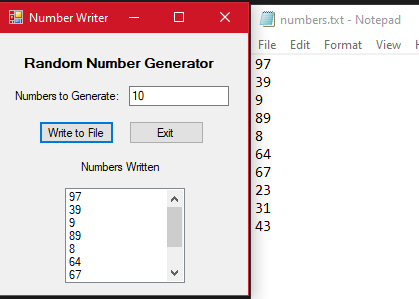 Number Writer
Random Number Generator
Numbers to Generate: 10
Write to File Exit
Numbers Written
97
39
9
89
8
64
67
numbers.txt - Notepad
File Edit Format View H
97
39
9
89
8
64
67
23
31
43